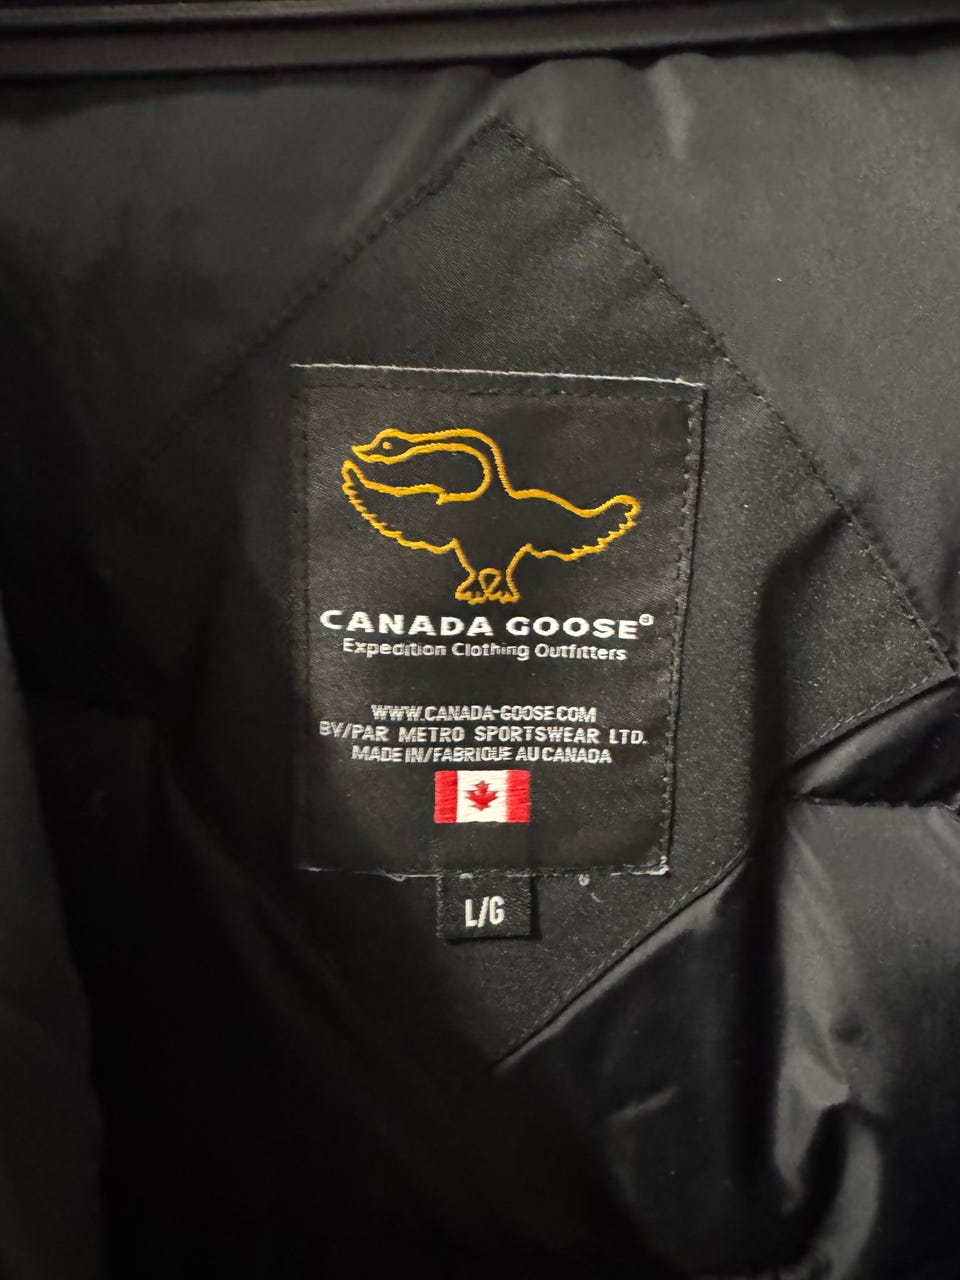 CANADA GOOSE®
Expedition Clothing Outfitters
WWW.CANADA-GOOSE.COM
BY/PAR METRO SPORTSWEAR LTD.
MADE IN/FABRIQUE AU CANADA
L/G